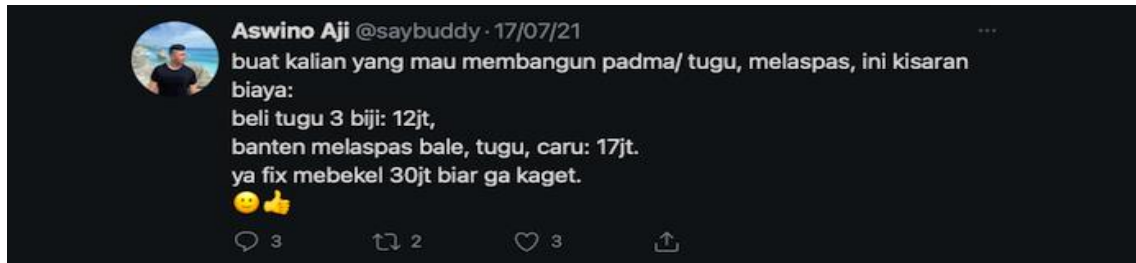 Aswino Aji @saybuddy · 17/07/21
buat kalian yang mau membangun padma/ tugu, melaspas, ini kisaran
biaya:
beli tugu 3 biji: 12jt,
banten melaspas bale, tugu, caru: 17jt.
ya fix mebekel 30jt biar ga kaget.
🙂👍
3 2 3